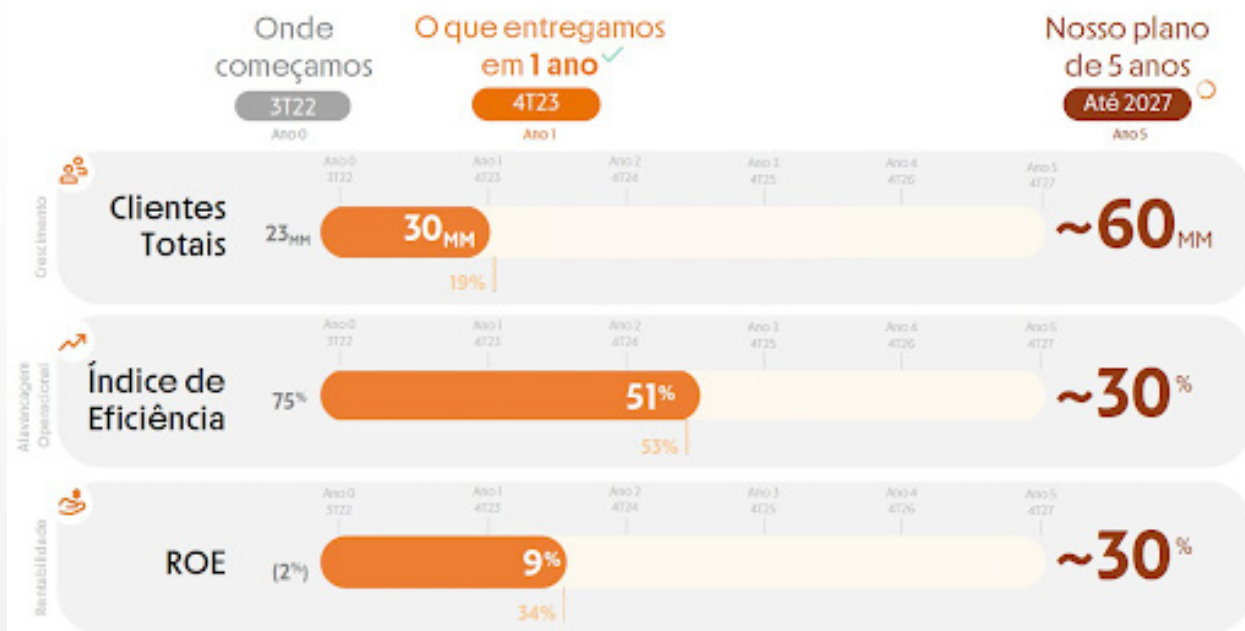 Onde
começamos
3T22
Ano 0
O que entregamos
em 1 ano
4T23
Ano 1
Nosso plano
de 5 anos
Até 2027
Ano 5
Crescimento
Clientes
Totais
23MM
Ano 0
3T22
Ano 1
4T23
Ano 2
4T24
Ano 3
4T25
Ano 4
4T26
Ano 5
4T27
30MM
19%
~60MM
Alavancagem
Operacional
Índice de
Eficiência
75%
Ano 0
3T22
Ano 1
4T23
Ano 2
4T24
Ano 3
4T25
Ano 4
4T26
Ano 5
4T27
51%
53%
~30%
Rentabilidade
ROE
(2%)
Ano 0
3T22
Ano 1
4T23
Ano 2
4T24
Ano 3
4T25
Ano 4
4T26
Ano 5
4T27
9%
34%
~30%